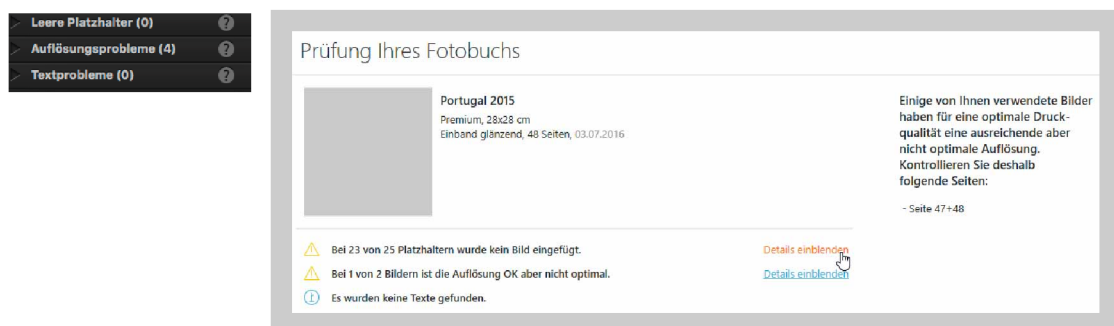 Leere Platzhalter (0)
Auflösungsprobleme (4)
Textprobleme (0)
Prüfung Ihres Fotobuchs
Portugal 2015
Premium, 28x28 cm
Einband glänzend, 48 Seiten, 03.07.2016
Einige von Ihnen verwendete Bilder
haben für eine optimale Druck-
qualität eine ausreichende aber
nicht optimale Auflösung.
Kontrollieren Sie deshalb
folgende Seiten:
- Seite 47+48
Bei 23 von 25 Platzhaltern wurde kein Bild eingefügt. Details einblenden
Bei 1 von 2 Bildern ist die Auflösung OK aber nicht optimal. Details einblenden
Es wurden keine Texte gefunden.